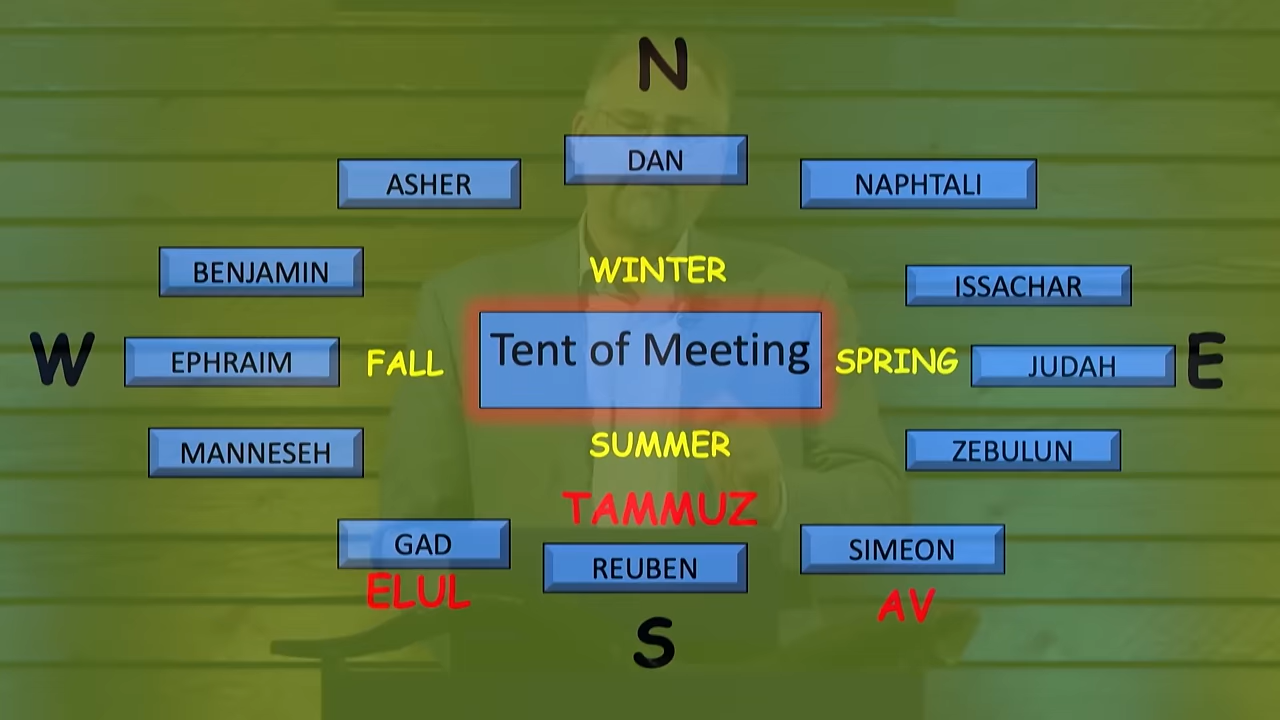 N
DAN
ASHER
NAPHTALI
WINTER
BENJAMIN
ISSACHAR
Tent of Meeting
W
EPHRAIM
FALL
SPRING
JUDAH
E
SUMMER
MANNESEH
ZEBULUN
TAMMUZ
GAD
REUBEN
SIMEON
ELUL
AV
S